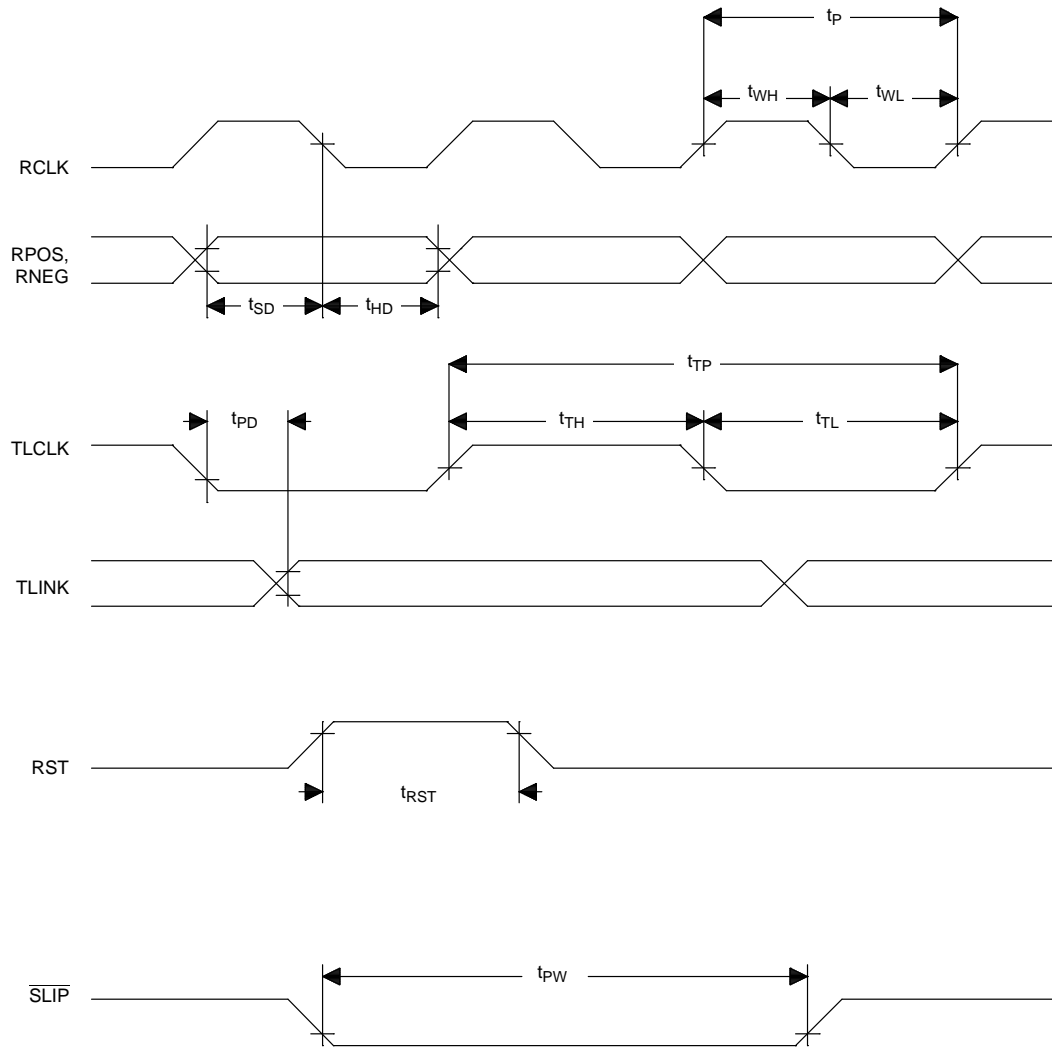 tP
tWH
tWL
RCLK
RPOS,
RNEG
tSD
tHD
tTP
tPD
tTH
tTL
TLCLK
TLINK
RST
tRST
tPW
SLIP